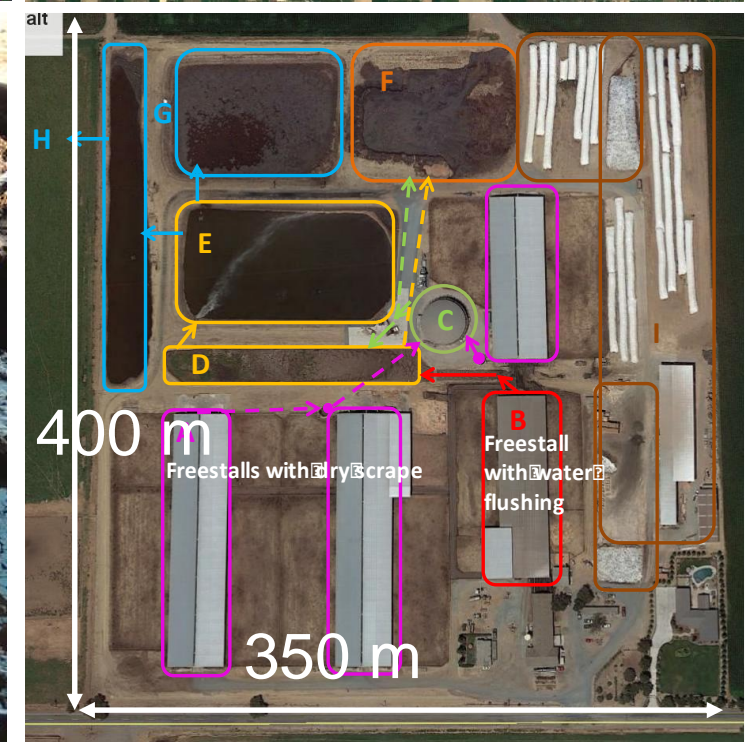 alt
F
G
H
E
C
I
D
B
400 m
Freestall
with water
flushing
Freestalls with dry scrape
350 m